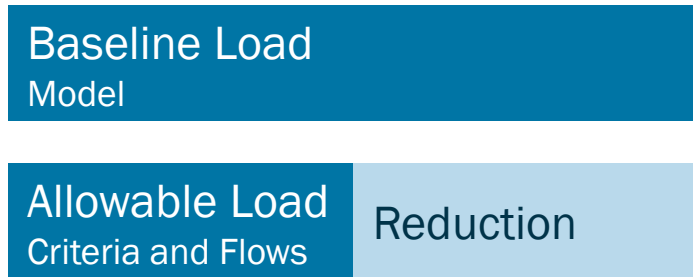 Baseline Load
Model
Allowable Load
Criteria and Flows
Reduction